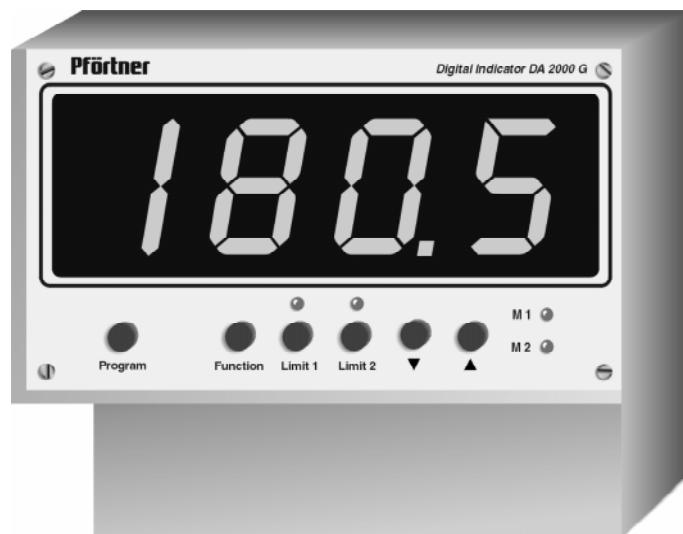 Pförtner
Digital Indicator DA 2000 G
180.5
M 1
M 2
Program
Function
Limit 1
Limit 2
▼
▲